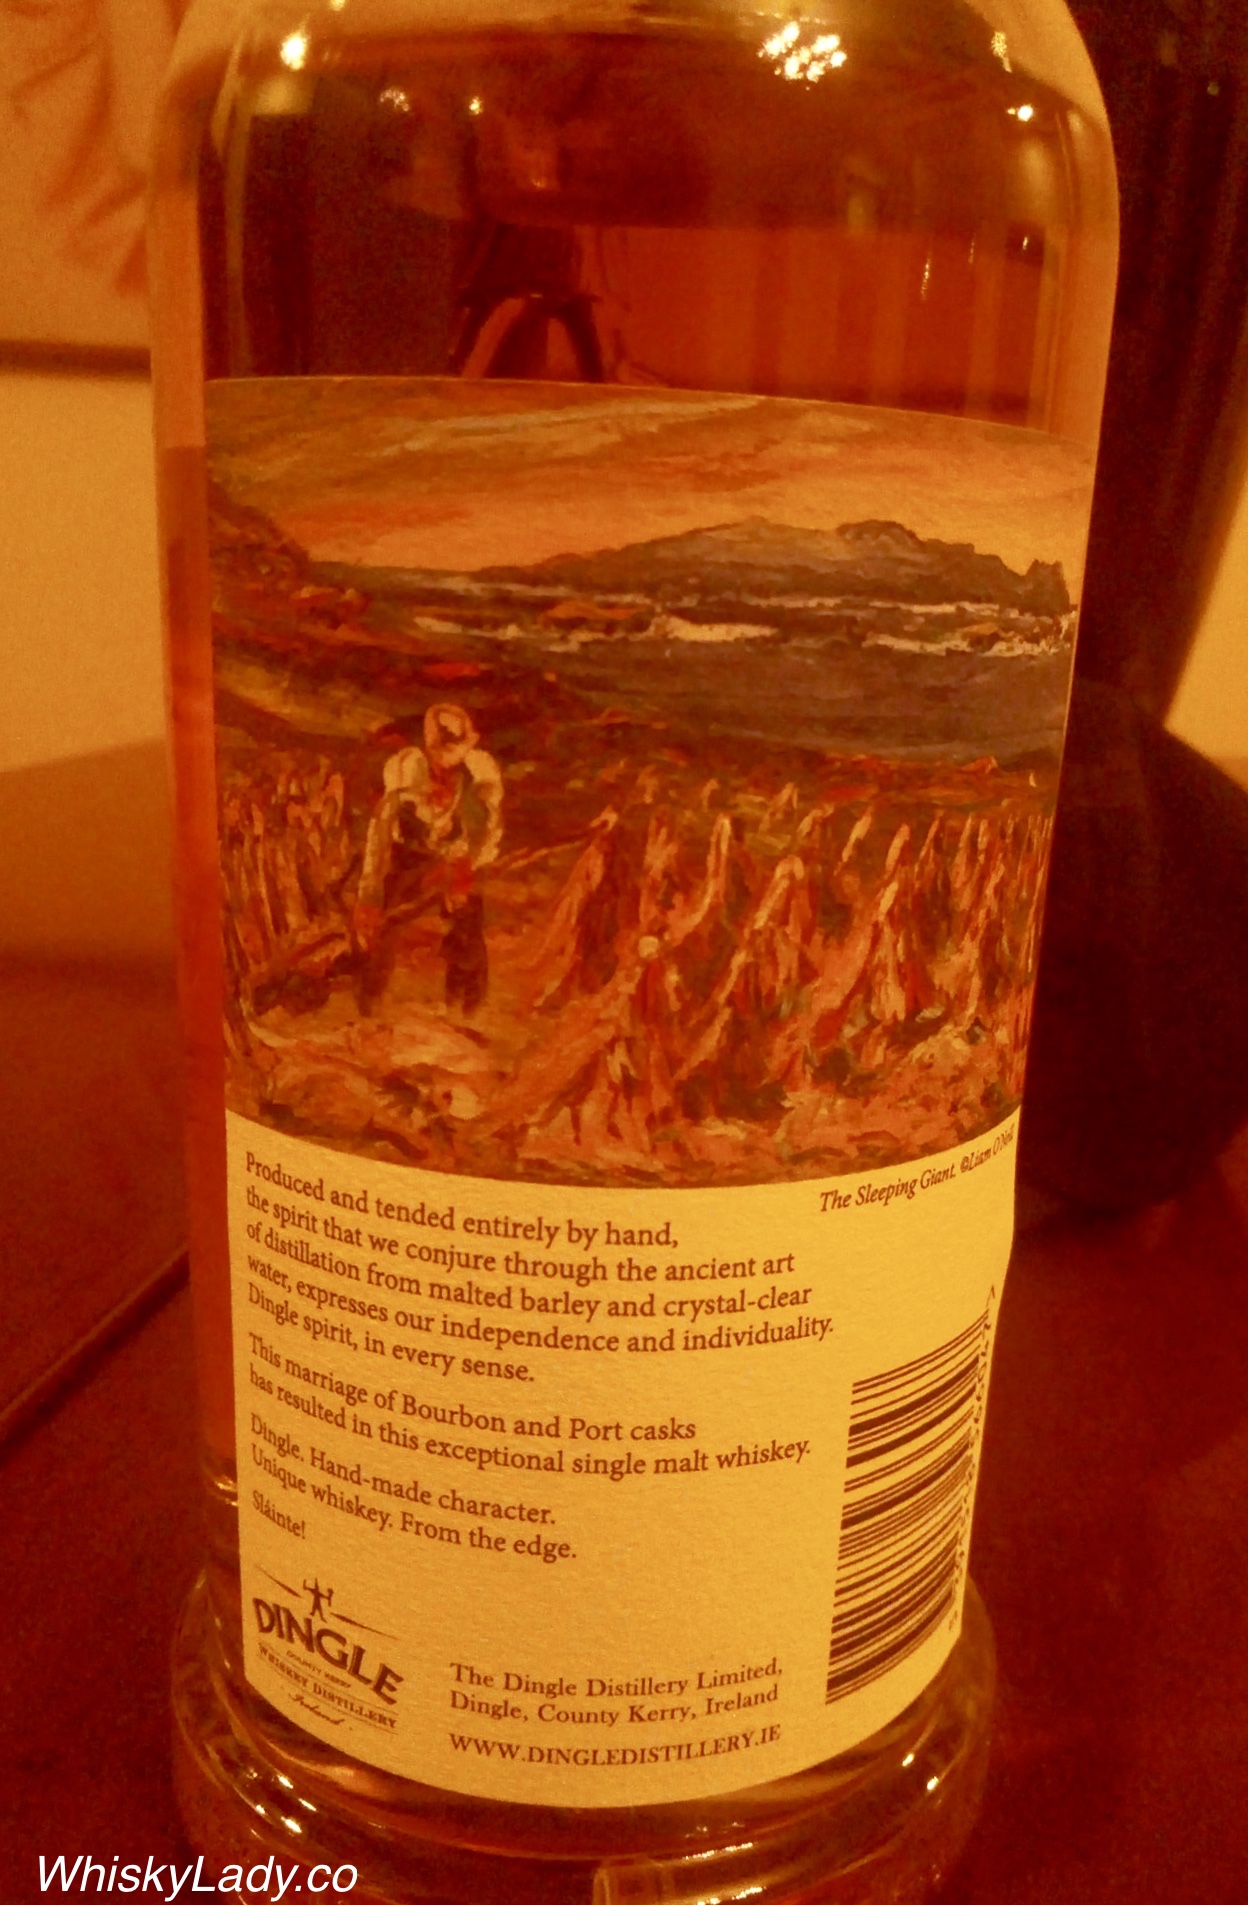 The Sleeping Giant. ©Liam O'Neill
Produced and tended entirely by hand,
the spirit that we conjure through the ancient art
of distillation from malted barley and crystal-clear
water, expresses our independence and individuality.
Dingle spirit, in every sense.
This marriage of Bourbon and Port casks
has resulted in this exceptional single malt whiskey.
Dingle. Hand-made character.
Unique whiskey. From the edge.
Sláinte!
DINGLE
COUNTY KERRY
WHISKEY DISTILLERY
Ireland
The Dingle Distillery Limited,
Dingle, County Kerry, Ireland
WWW.DINGLEDISTILLERY.IE
WhiskyLady.co